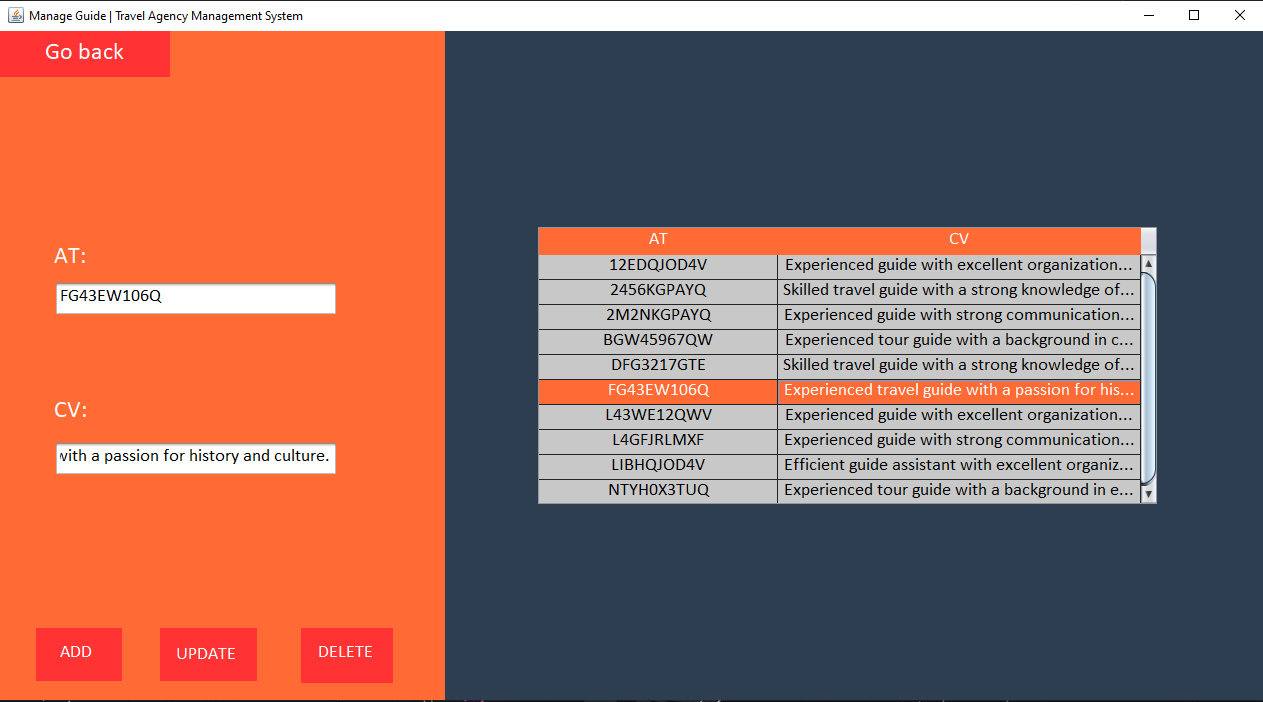 Manage Guide | Travel Agency Management System
Go back
AT:
FG43EW106Q
CV:
with a passion for history and culture.
ADD UPDATE DELETE
AT CV
12EDQJOD4V Experienced guide with excellent organization...
2456KGPAYQ Skilled travel guide with a strong knowledge of...
2M2NKGPAYQ Experienced guide with strong communication...
BGW45967QW Experienced tour guide with a background in c...
DFG3217GTE Skilled travel guide with a strong knowledge of...
FG43EW106Q Experienced travel guide with a passion for his...
L43WE12QWV Experienced guide with excellent organization...
L4GFJRLMXF Experienced guide with strong communication...
LIBHQJOD4V Efficient guide assistant with excellent organiz...
NTYH0X3TUQ Experienced tour guide with a background in e...